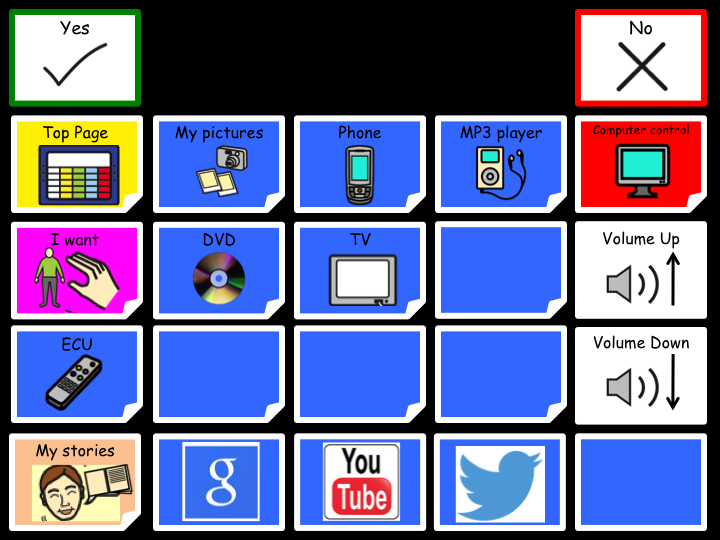 Yes
No
Top Page
My pictures
Phone
MP3 player
Computer control
I want
DVD
TV
Volume Up
ECU
Volume Down
My stories
g
You
Tube